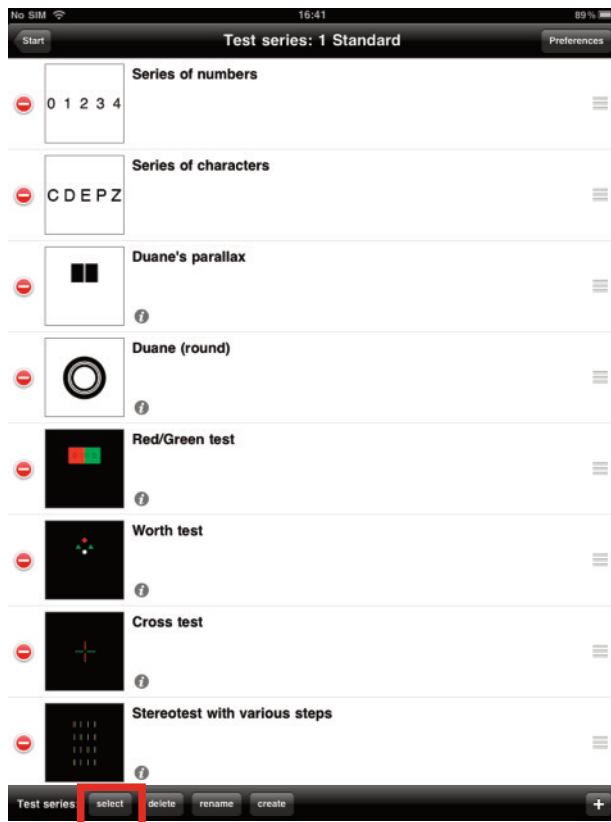 No SIM 16:41 89 %
Start Test series: 1 Standard Preferences
Series of numbers
0 1 2 3 4
Series of characters
C D E P Z
Duane's parallax
i
Duane (round)
i
Red/Green test
i
Worth test
i
Cross test
i
Stereotest with various steps
i
Test series: select delete rename create +